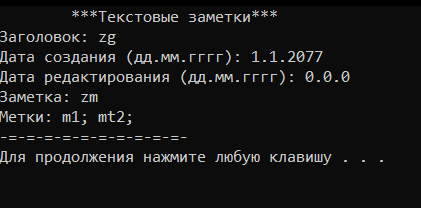 ***Текстовые заметки***
Заголовок: zg
Дата создания (дд.мм.гггг): 1.1.2077
Дата редактирования (дд.мм.гггг): 0.0.0
Заметка: zm
Метки: m1; mt2;
-=-=-=-=-=-=-=-=-=-=-
Для продолжения нажмите любую клавишу . . .